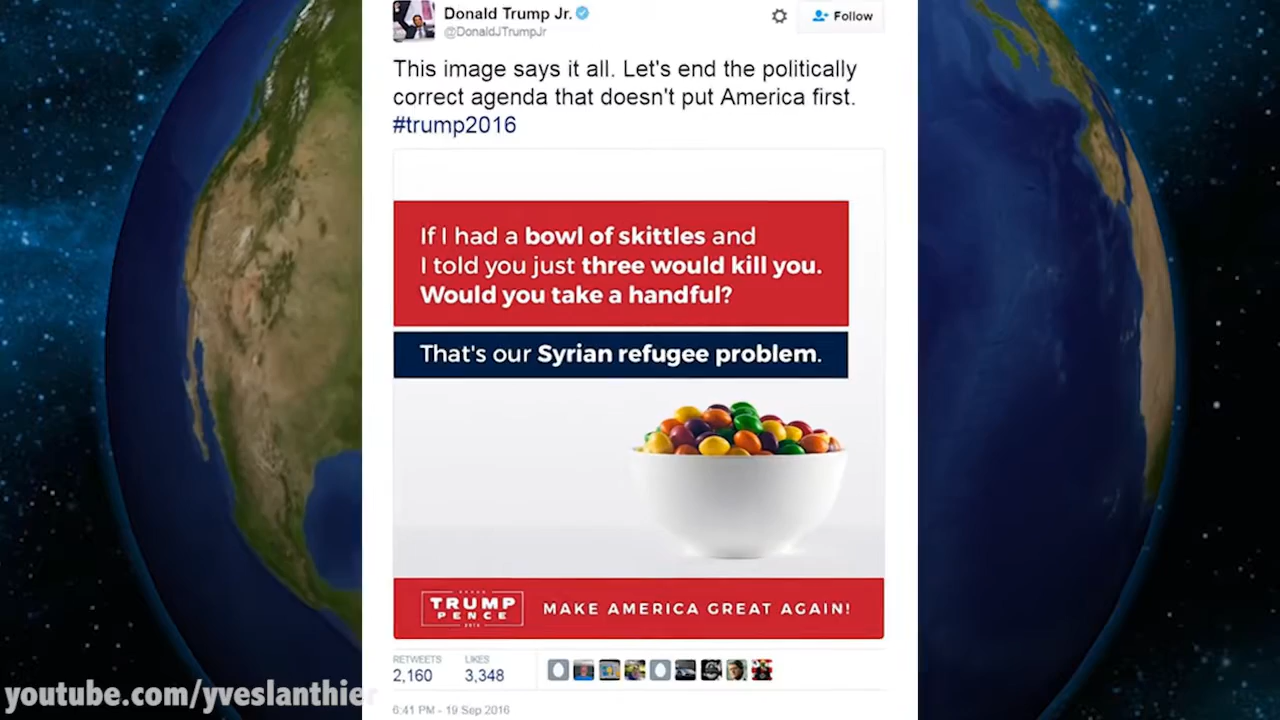 Donald Trump Jr.
@DonaldJTrumpJr
Follow
This image says it all. Let's end the politically
correct agenda that doesn't put America first.
#trump2016
If I had a bowl of skittles and
I told you just three would kill you.
Would you take a handful?
That's our Syrian refugee problem.
TRUMP
PENCE
2016
MAKE AMERICA GREAT AGAIN!
RETWEETS
2,160
LIKES
3,348
youtube.com/yveslanthier
6:41 PM - 19 Sep 2016